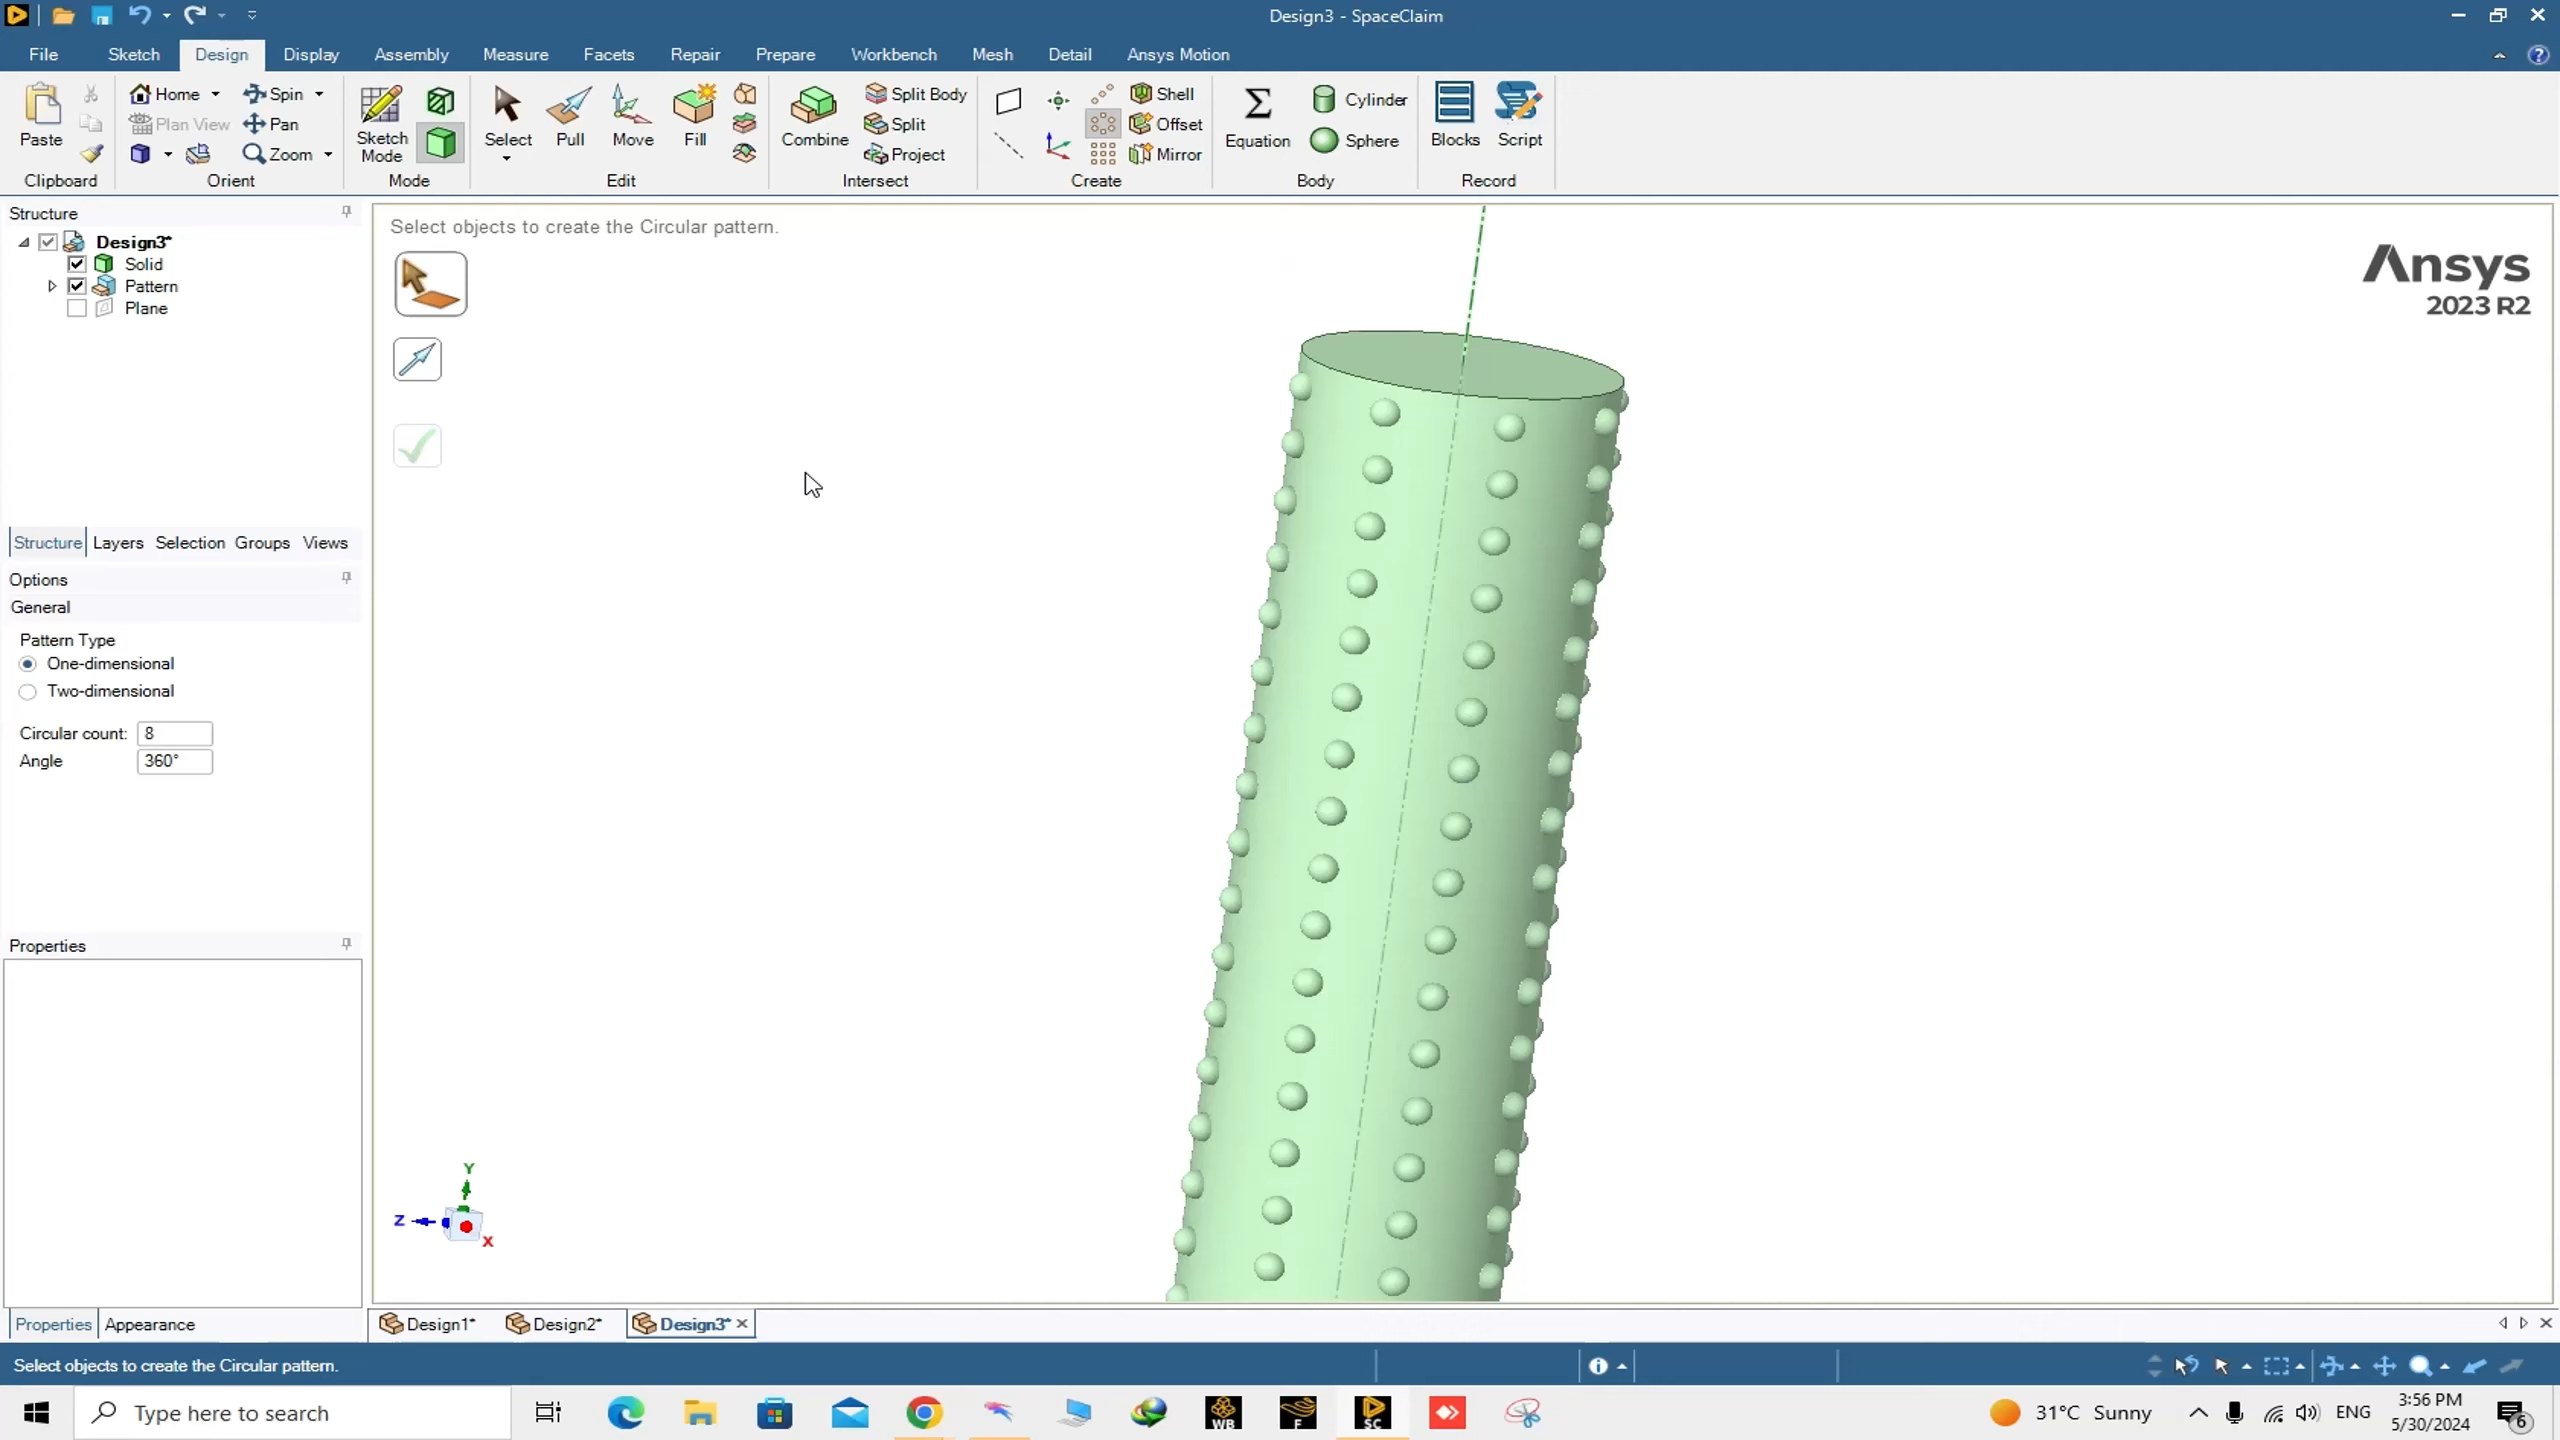 Design3 - SpaceClaim
File Sketch Design Display Assembly Measure Facets Repair Prepare Workbench Mesh Detail Ansys Motion
Paste
Clipboard
Home Spin
Plan View Pan
Zoom
Orient
Sketch Mode
Mode
Select Pull Move Fill
Edit
Combine
Split Body
Split
Project
Intersect
Shell
Offset
Mirror
Create
Equation
Cylinder
Sphere
Body
Blocks Script
Record
Structure
Design3*
Solid
Pattern
Plane
Structure Layers Selection Groups Views
Options
General
Pattern Type
One-dimensional
Two-dimensional
Circular count: 8
Angle 360°
Properties
Properties Appearance
Select objects to create the Circular pattern.
Ansys
2023 R2
Y
Z
X
Design1* Design2* Design3*
Select objects to create the Circular pattern.
Type here to search
WB
F
SC
31°C Sunny
ENG
3:56 PM
5/30/2024
6